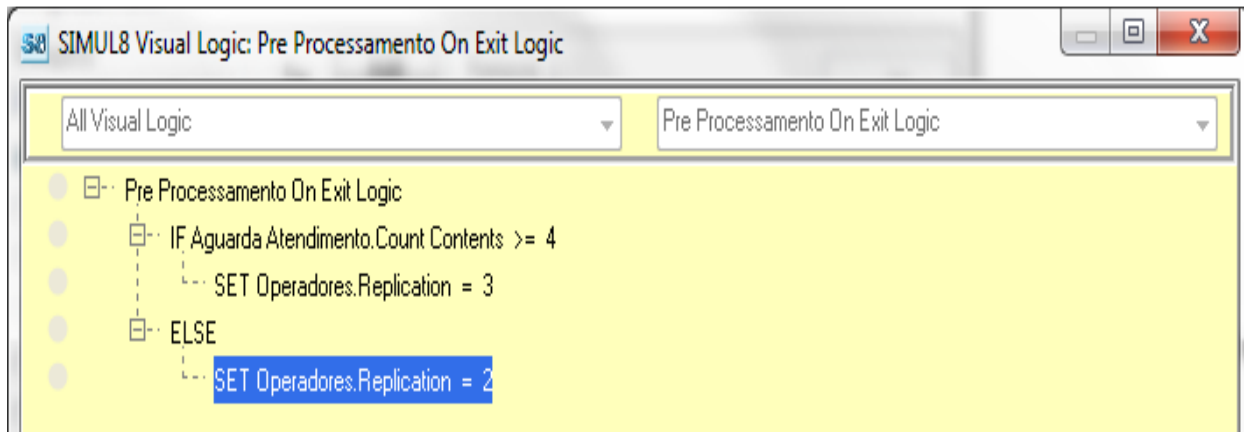 SIMUL8 Visual Logic: Pre Processamento On Exit Logic
All Visual Logic Pre Processamento On Exit Logic
Pre Processamento On Exit Logic
IF Aguarda Atendimento.Count Contents >= 4
SET Operadores.Replication = 3
ELSE
SET Operadores.Replication = 2